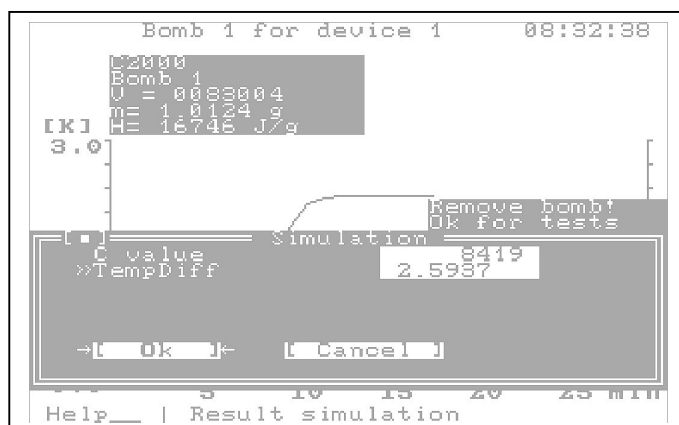 Bomb 1 for device 1 08:32:38
C2000
Bomb 1
V = 0083004
m= 1.0124 g
H= 16746 J/g
[K]
3.0
Remove bomb!
Ok for tests
Simulation
C value 8419
»TempDiff 2.5937
→[ Ok ]← [ Cancel ]
5 10 15 20 25 min
Help__ | Result simulation